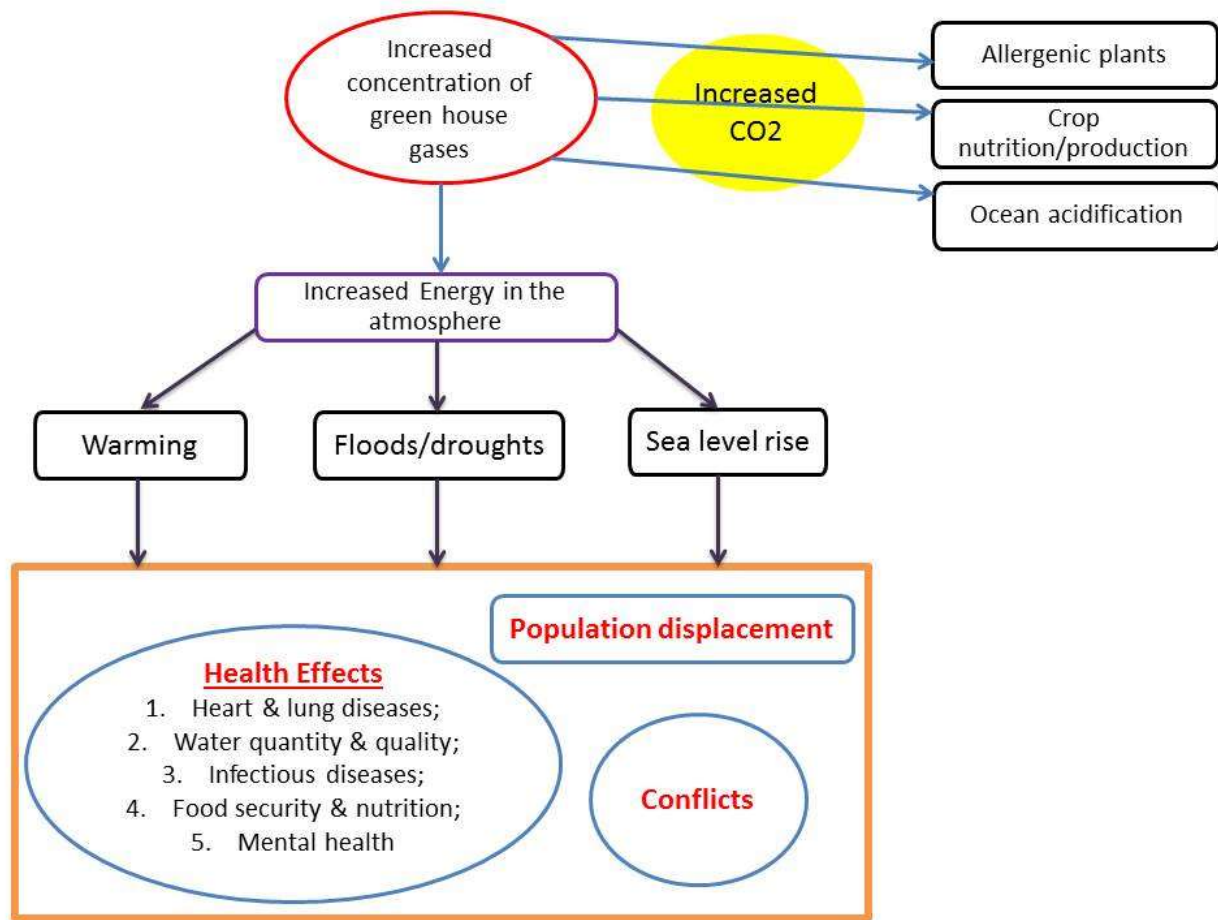 Increased
concentration of
green house
gases
Increased
CO2
Allergenic plants
Crop
nutrition/production
Ocean acidification
Increased Energy in the
atmosphere
Warming
Floods/droughts
Sea level rise
Population displacement
Health Effects
1. Heart & lung diseases;
2. Water quantity & quality;
3. Infectious diseases;
4. Food security & nutrition;
5. Mental health
Conflicts